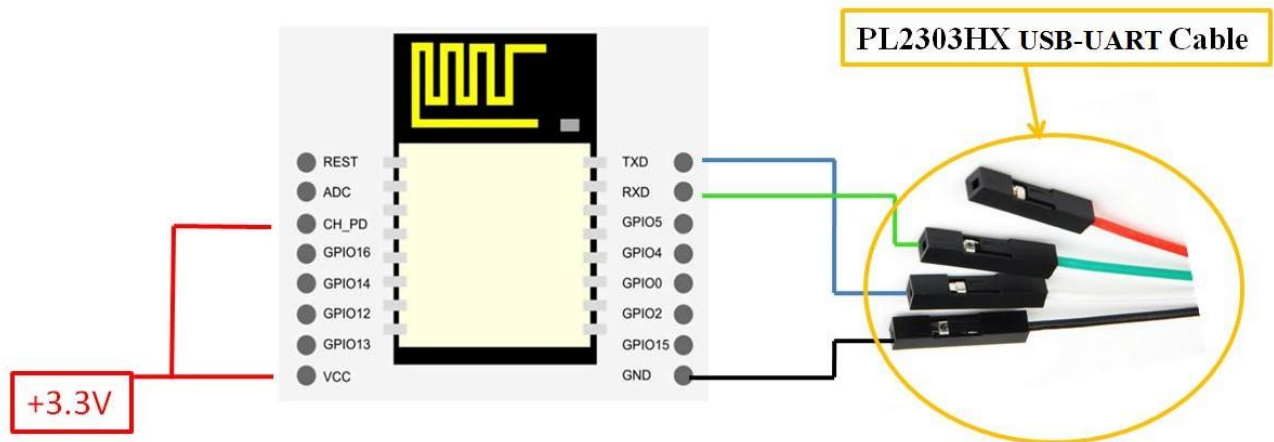 PL2303HX USB-UART Cable
REST
ADC
CH_PD
GPIO16
GPIO14
GPIO12
GPIO13
VCC
TXD
RXD
GPIO5
GPIO4
GPIO0
GPIO2
GPIO15
GND
+3.3V